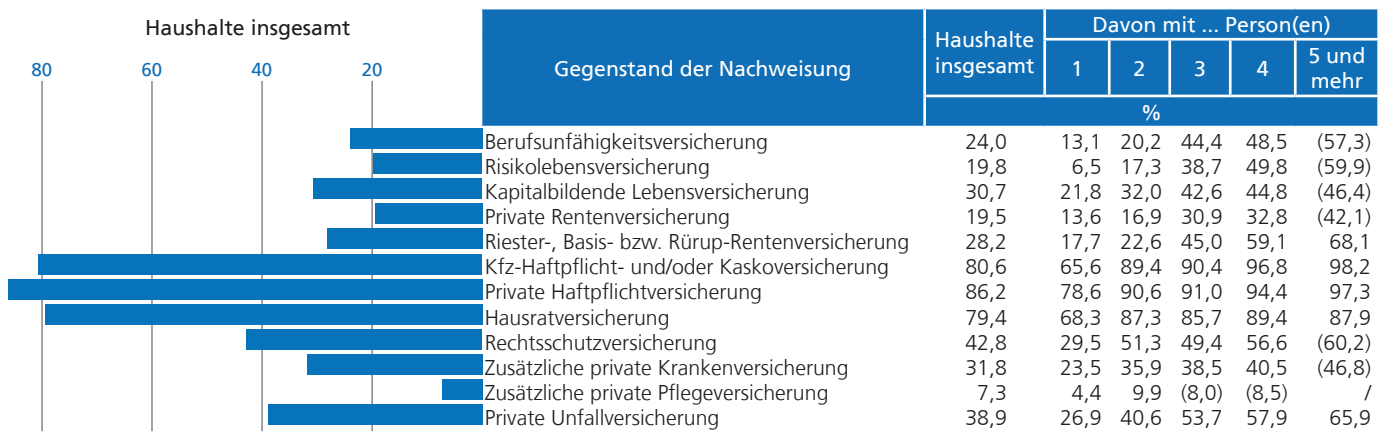 Haushalte insgesamt
80 60 40 20
Gegenstand der Nachweisung
Haushalte insgesamt
Davon mit ... Person(en)
1 2 3 4 5 und mehr
%
Berufsunfähigkeitsversicherung 24,0 13,1 20,2 44,4 48,5 (57,3)
Risikolebensversicherung 19,8 6,5 17,3 38,7 49,8 (59,9)
Kapitalbildende Lebensversicherung 30,7 21,8 32,0 42,6 44,8 (46,4)
Private Rentenversicherung 19,5 13,6 16,9 30,9 32,8 (42,1)
Riester-, Basis- bzw. Rürup-Rentenversicherung 28,2 17,7 22,6 45,0 59,1 68,1
Kfz-Haftpflicht- und/oder Kaskoversicherung 80,6 65,6 89,4 90,4 96,8 98,2
Private Haftpflichtversicherung 86,2 78,6 90,6 91,0 94,4 97,3
Hausratversicherung 79,4 68,3 87,3 85,7 89,4 87,9
Rechtsschutzversicherung 42,8 29,5 51,3 49,4 56,6 (60,2)
Zusätzliche private Krankenversicherung 31,8 23,5 35,9 38,5 40,5 (46,8)
Zusätzliche private Pflegeversicherung 7,3 4,4 9,9 (8,0) (8,5) /
Private Unfallversicherung 38,9 26,9 40,6 53,7 57,9 65,9